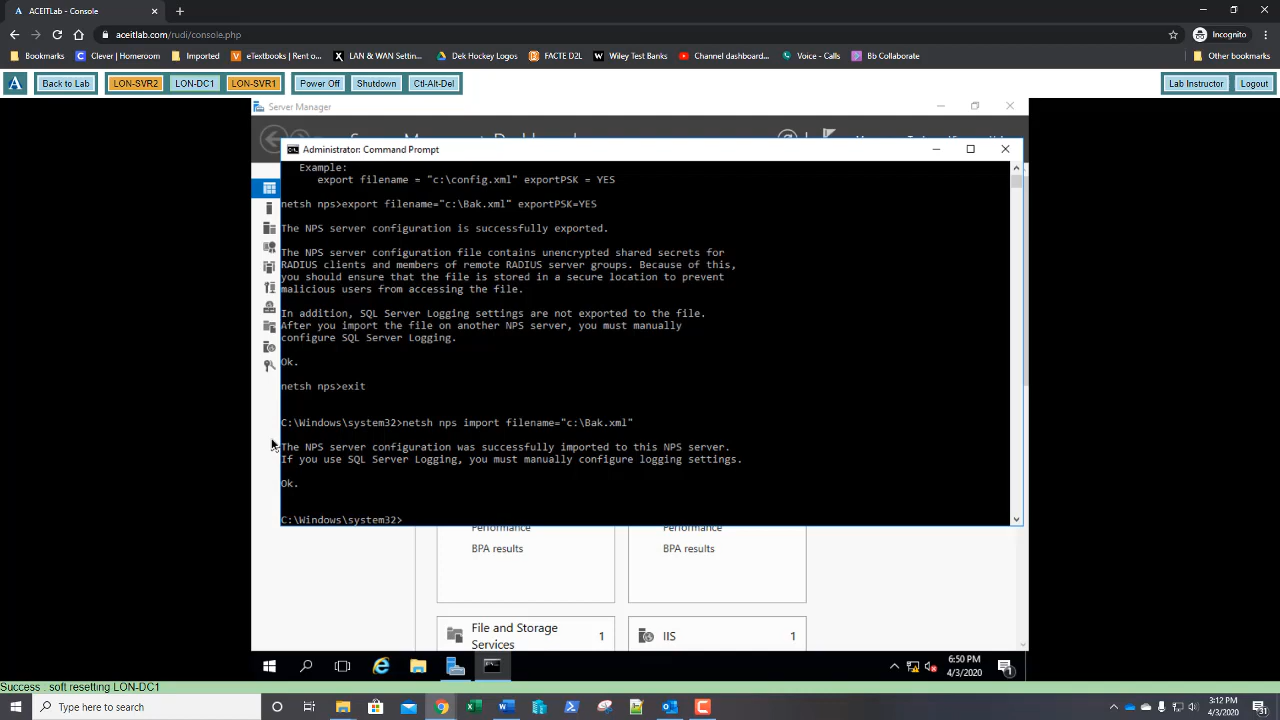 ACEITLab - Console
aceitlab.com/rudi/console.php
Incognito
Bookmarks
Clever | Homeroom
Imported
eTextbooks | Rent o...
LAN & WAN Settin...
Dek Hockey Logos
FACTE D2L
Wiley Test Banks
Channel dashboard...
Voice - Calls
Bb Collaborate
Other bookmarks
Back to Lab
LON-SVR2
LON-DC1
LON-SVR1
Power Off
Shutdown
Ctl-Alt-Del
Lab Instructor
Logout
Server Manager
Administrator: Command Prompt
Example:
export filename = "c:\config.xml" exportPSK = YES
netsh nps>export filename="c:\Bak.xml" exportPSK=YES
The NPS server configuration is successfully exported.
The NPS server configuration file contains unencrypted shared secrets for
RADIUS clients and members of remote RADIUS server groups. Because of this,
you should ensure that the file is stored in a secure location to prevent
malicious users from accessing the file.
In addition, SQL Server Logging settings are not exported to the file.
After you import the file on another NPS server, you must manually
configure SQL Server Logging.
Ok.
netsh nps>exit
C:\Windows\system32>netsh nps import filename="c:\Bak.xml"
The NPS server configuration was successfully imported to this NPS server.
If you use SQL Server Logging, you must manually configure logging settings.
Ok.
C:\Windows\system32>
Performance
Performance
BPA results
BPA results
File and Storage
Services
1
IIS
1
6:50 PM
4/3/2020
1
Success . soft resetting LON-DC1
Type here to search
3:12 PM
4/3/2020